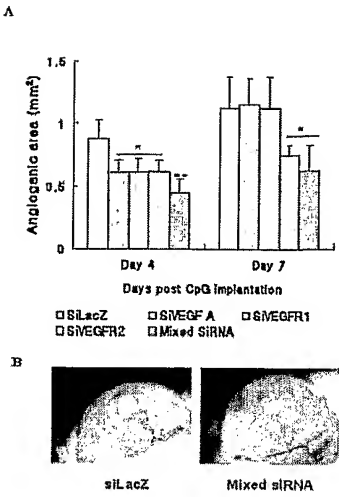 A
Angiogenic area (mm²)
1.5
1
0.5
0
*
**
*
Day 4
Day 7
Days post CpG implantation
SiLacZ
SiVEGF A
SiVEGFR1
SiVEGFR2
Mixed SiRNA
B
siLacZ
Mixed siRNA